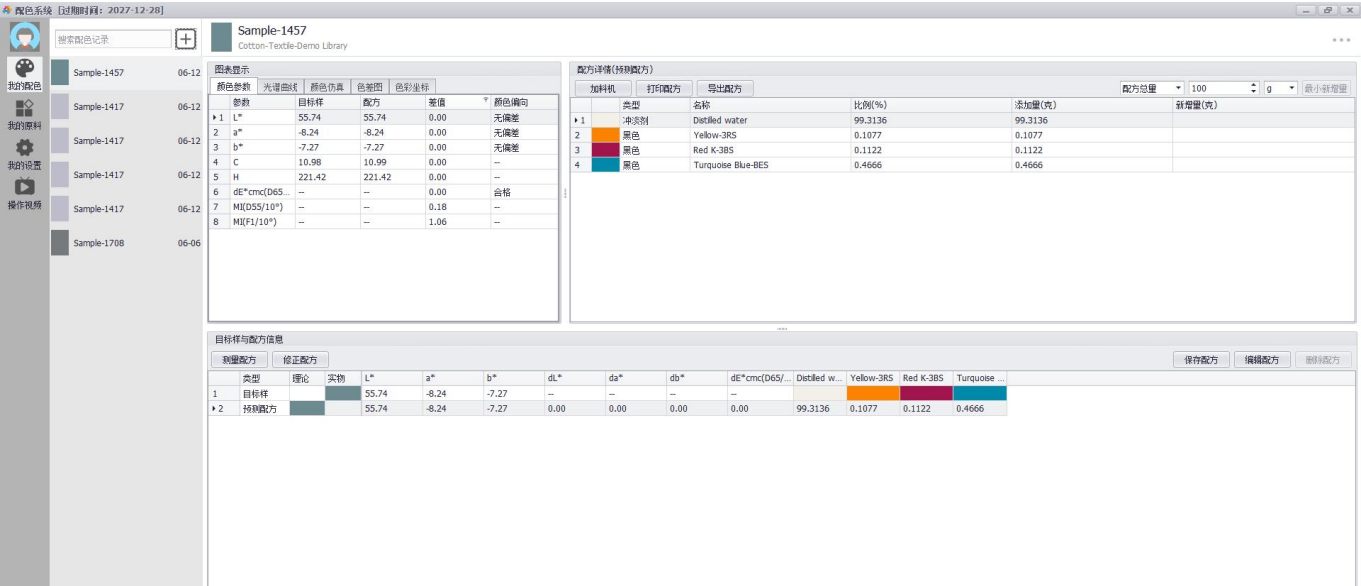 配色系统 [过期时间: 2027-12-28]
搜索配色记录
我的配色
我的原料
我的设置
操作视频
Sample-1457 06-12
Sample-1417 06-12
Sample-1417 06-12
Sample-1417 06-12
Sample-1417 06-12
Sample-1708 06-06
Sample-1457
Cotton-Textile-Demo Library
图表显示
颜色参数 光谱曲线 颜色仿真 色差图 色彩坐标
参数 目标样 配方 差值 颜色偏向
1 L* 55.74 55.74 0.00 无偏差
2 a* -8.24 -8.24 0.00 无偏差
3 b* -7.27 -7.27 0.00 无偏差
4 C 10.98 10.99 0.00 --
5 H 221.42 221.42 0.00 --
6 dE*cmc(D65... -- -- 0.00 合格
7 MI(D55/10°) -- -- 0.18 --
8 MI(F1/10°) -- -- 1.06 --
配方详情(预测配方)
加料机 打印配方 导出配方 配方总量 100 g 最小新增量
类型 名称 比例(%) 添加量(克) 新增量(克)
1 冲淡剂 Distilled water 99.3136 99.3136
2 黑色 Yellow-3RS 0.1077 0.1077
3 黑色 Red K-3BS 0.1122 0.1122
4 黑色 Turquoise Blue-BES 0.4666 0.4666
目标样与配方信息
测量配方 修正配方 保存配方 编辑配方 删除配方
类型 理论 实物 L* a* b* dL* da* db* dE*cmc(D65/... Distilled w... Yellow-3RS Red K-3BS Turquoise ...
1 目标样 55.74 -8.24 -7.27 -- -- -- --
2 预测配方 55.74 -8.24 -7.27 0.00 0.00 0.00 0.00 99.3136 0.1077 0.1122 0.4666